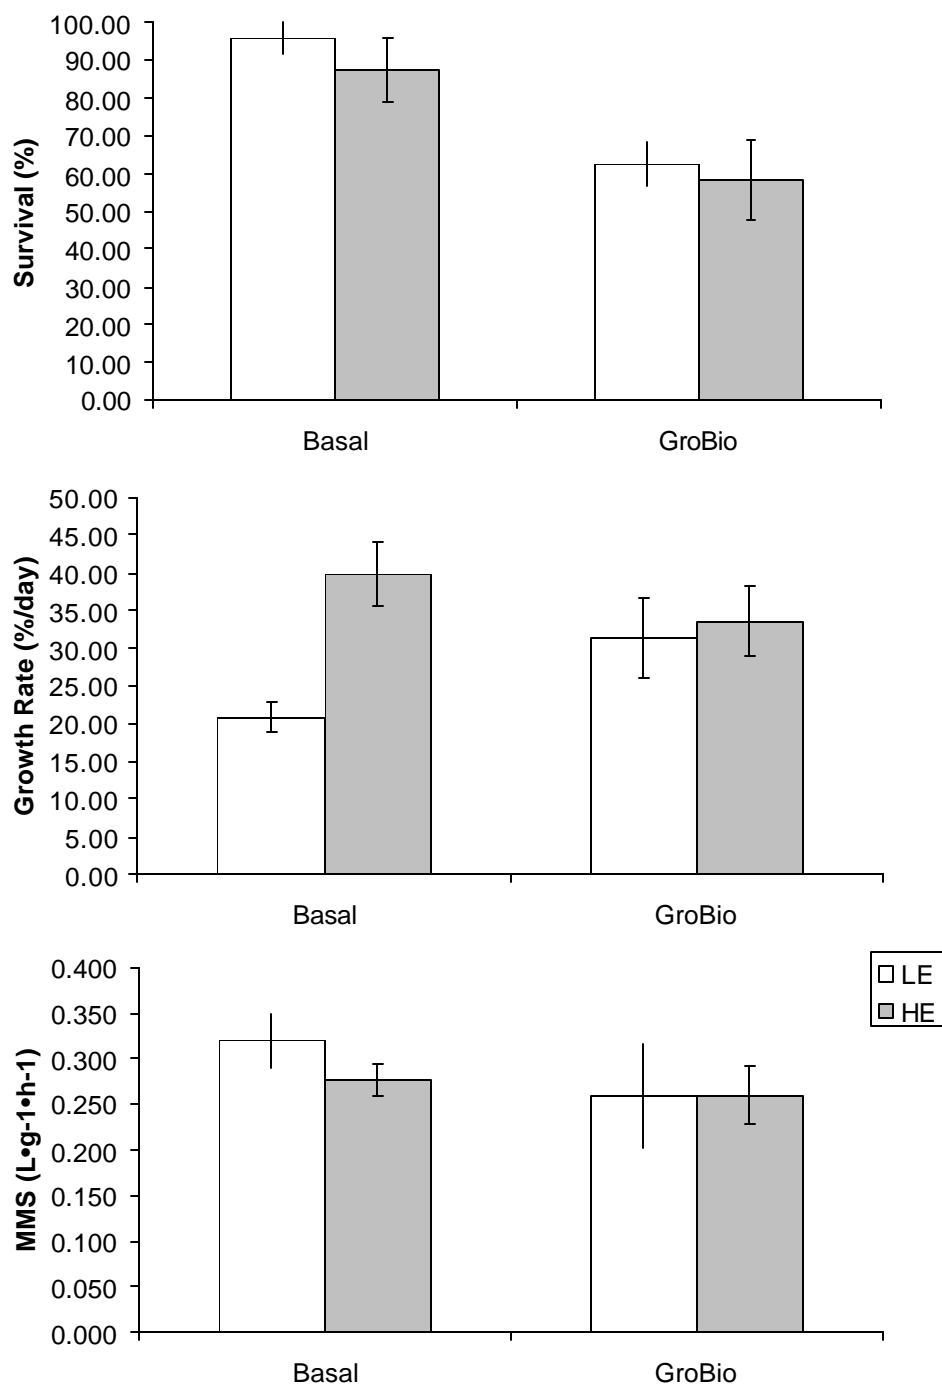 Survival (%)
100.00
90.00
80.00
70.00
60.00
50.00
40.00
30.00
20.00
10.00
0.00
Basal
GroBio
Growth Rate (%/day)
50.00
45.00
40.00
35.00
30.00
25.00
20.00
15.00
10.00
5.00
0.00
Basal
GroBio
MMS (L•g-1•h-1)
0.400
0.350
0.300
0.250
0.200
0.150
0.100
0.050
0.000
Basal
GroBio
LE
HE